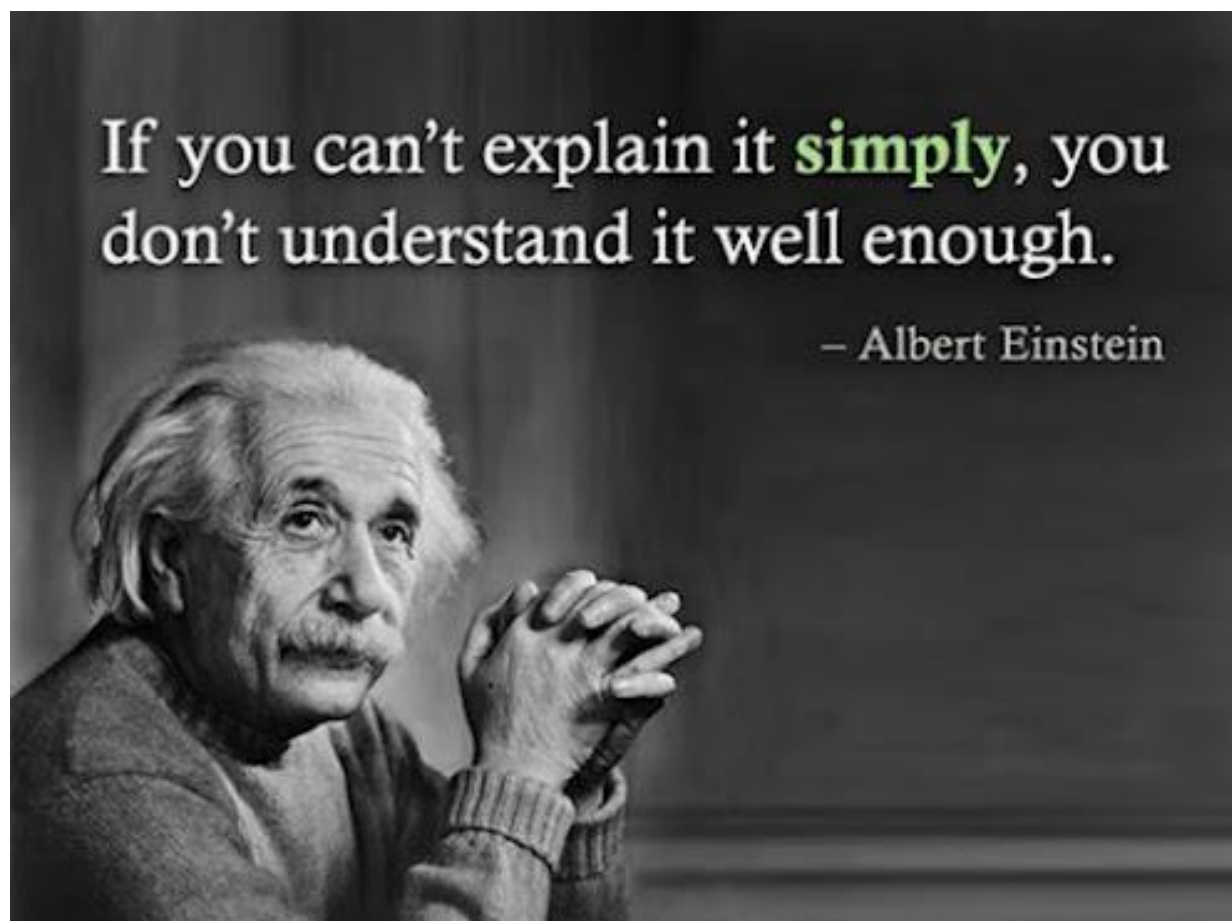 If you can’t explain it simply, you
don’t understand it well enough.
– Albert Einstein